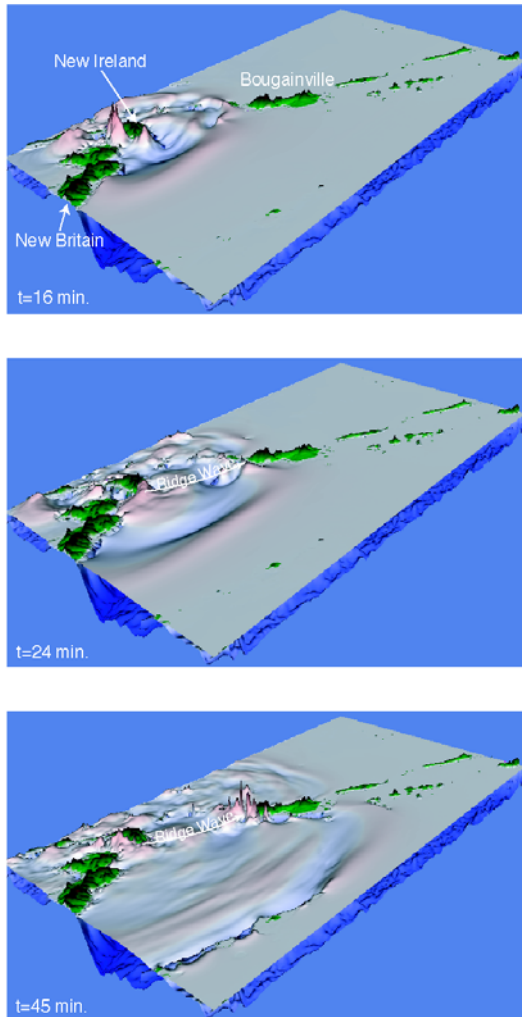 New Ireland
Bougainville
New Britain
t=16 min.
Ridge Wave
t=24 min.
Ridge Wave
t=45 min.